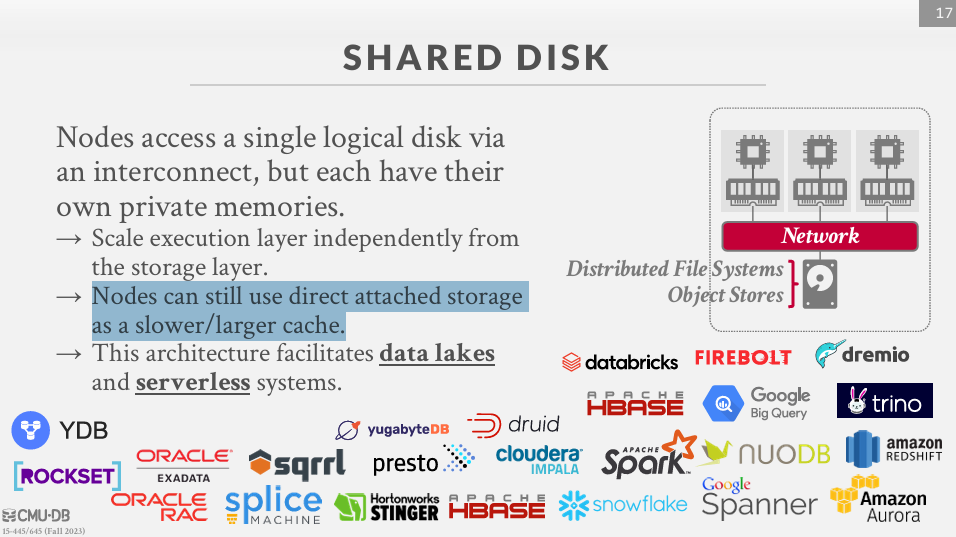 17
SHARED DISK
Nodes access a single logical disk via
an interconnect, but each have their
own private memories.
→ Scale execution layer independently from
the storage layer.
→ Nodes can still use direct attached storage
as a slower/larger cache.
→ This architecture facilitates data lakes
and serverless systems.
Network
Distributed File Systems
Object Stores
databricks
FIREBOLT
dremio
APACHE
HBASE
Google
Big Query
trino
YDB
yugabyteDB
druid
ROCKSET
ORACLE®
EXADATA
sqrrl
presto
cloudera®
IMPALA
APACHE
Spark™
NUODB
amazon
REDSHIFT
ORACLE®
RAC
splice
MACHINE
Hortonworks
STINGER
APACHE
HBASE
snowflake
Google
Spanner
Amazon
Aurora
CMU·DB
15-445/645 (Fall 2023)